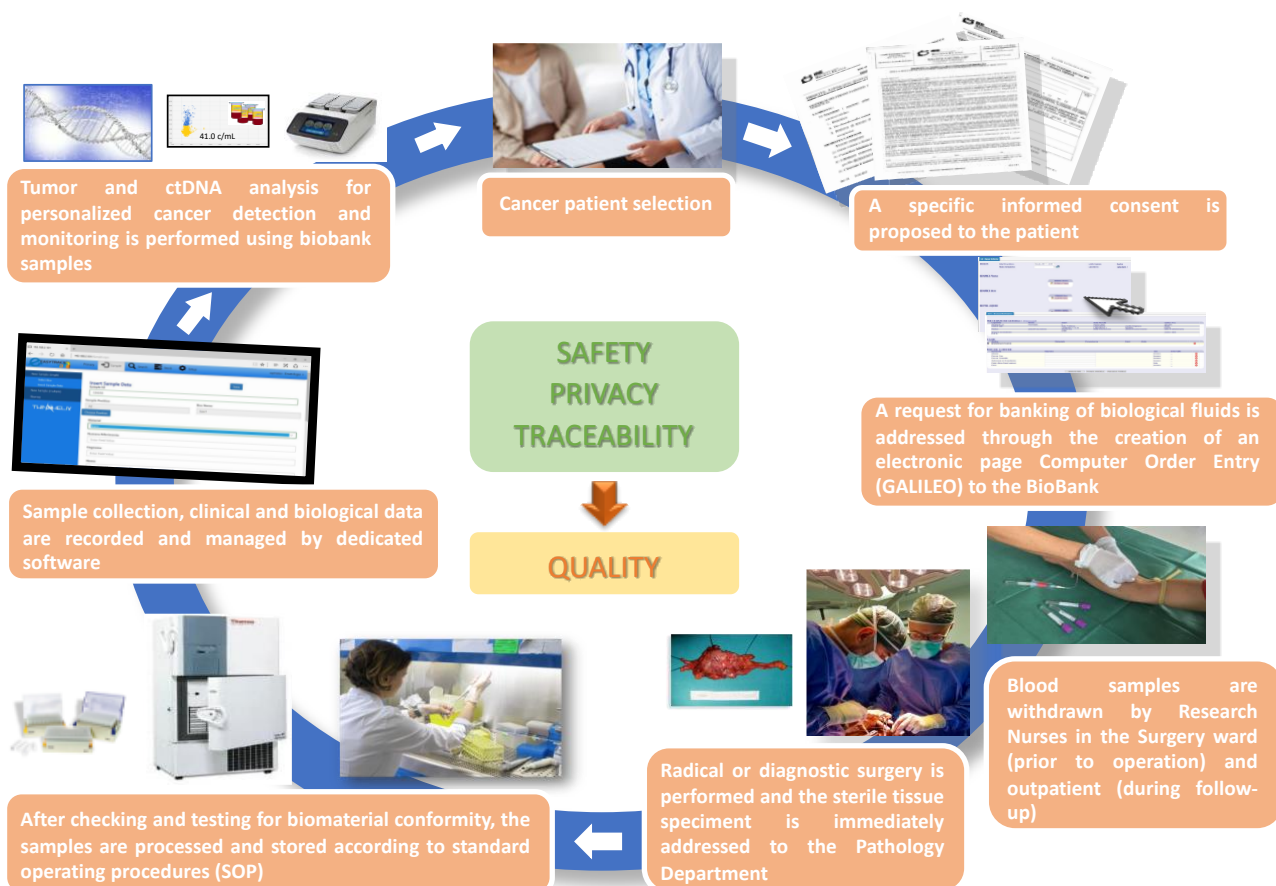 Cancer patient selection
A specific informed consent is
proposed to the patient
A request for banking of biological fluids is
addressed through the creation of an
electronic page Computer Order Entry
(GALILEO) to the BioBank
Blood samples are
withdrawn by Research
Nurses in the Surgery ward
(prior to operation) and
outpatient (during follow-
up)
Radical or diagnostic surgery is
performed and the sterile tissue
speciment is immediately
addressed to the Pathology
Department
After checking and testing for biomaterial conformity, the
samples are processed and stored according to standard
operating procedures (SOP)
Insert Sample Data
Sample collection, clinical and biological data
are recorded and managed by dedicated
software
41.0 c/mL
Tumor and ctDNA analysis for
personalized cancer detection and
monitoring is performed using biobank
samples
SAFETY
PRIVACY
TRACEABILITY
QUALITY